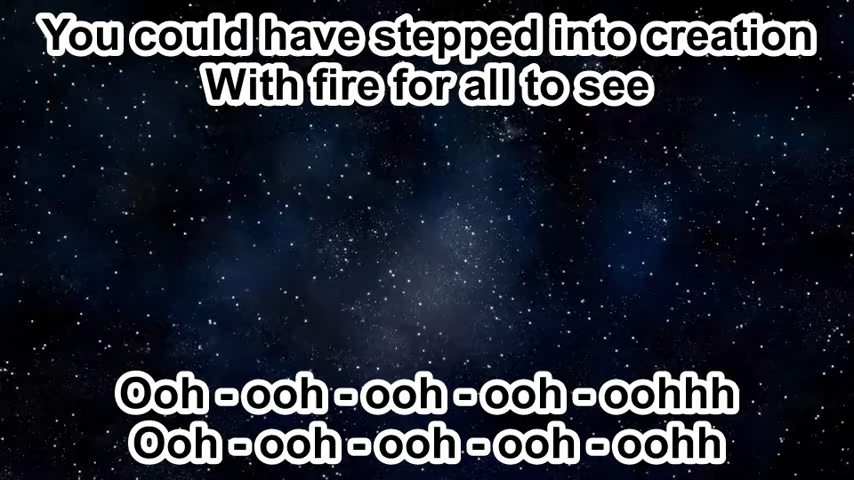 You could have stepped into creation
With fire for all to see
Ooh - ooh - ooh - ooh - oohhh
Ooh - ooh - ooh - ooh - oohh